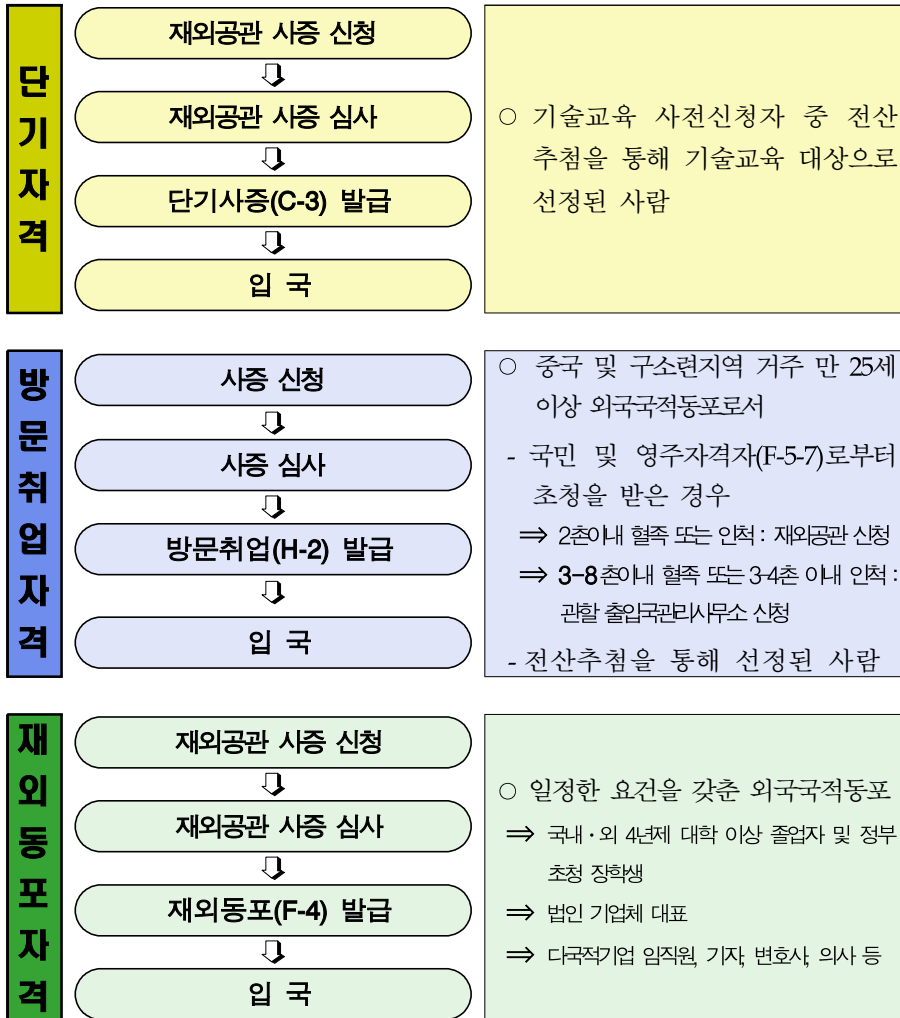 단기자격
재외공관 사증 신청
⇩
재외공관 사증 심사
⇩
단기사증(C-3) 발급
⇩
입 국
○ 기술교육 사전신청자 중 전산
추첨을 통해 기술교육 대상으로
선정된 사람
방문취업자격
사증 신청
⇩
사증 심사
⇩
방문취업(H-2) 발급
⇩
입 국
○ 중국 및 구소련지역 거주 만 25세
이상 외국국적동포로서
- 국민 및 영주자격자(F-5-7)로부터
초청을 받은 경우
⇒ 2촌이내 혈족 또는 인척 : 재외공관 신청
⇒ 3-8촌이내 혈족 또는 3-4촌 이내 인척 :
관할 출입국관리사무소 신청
- 전산추첨을 통해 선정된 사람
재외동포자격
재외공관 사증 신청
⇩
재외공관 사증 심사
⇩
재외동포(F-4) 발급
⇩
입 국
○ 일정한 요건을 갖춘 외국국적동포
⇒ 국내·외 4년제 대학 이상 졸업자 및 정부
초청 장학생
⇒ 법인 기업체 대표
⇒ 다국적기업 임직원, 기자, 변호사, 의사 등